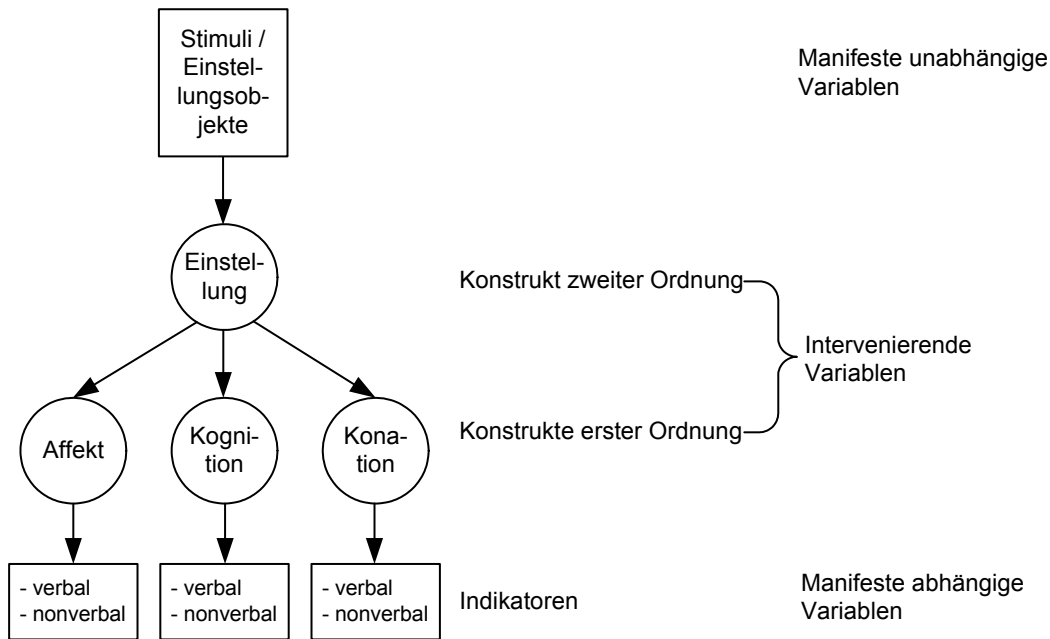 Stimuli /
Einstel-
lungsob-
jekte
Manifeste unabhängige
Variablen
Einstel-
lung
Konstrukt zweiter Ordnung
Intervenierende
Variablen
Affekt
Kogni-
tion
Kona-
tion
Konstrukte erster Ordnung
- verbal
- nonverbal
- verbal
- nonverbal
- verbal
- nonverbal
Indikatoren
Manifeste abhängige
Variablen